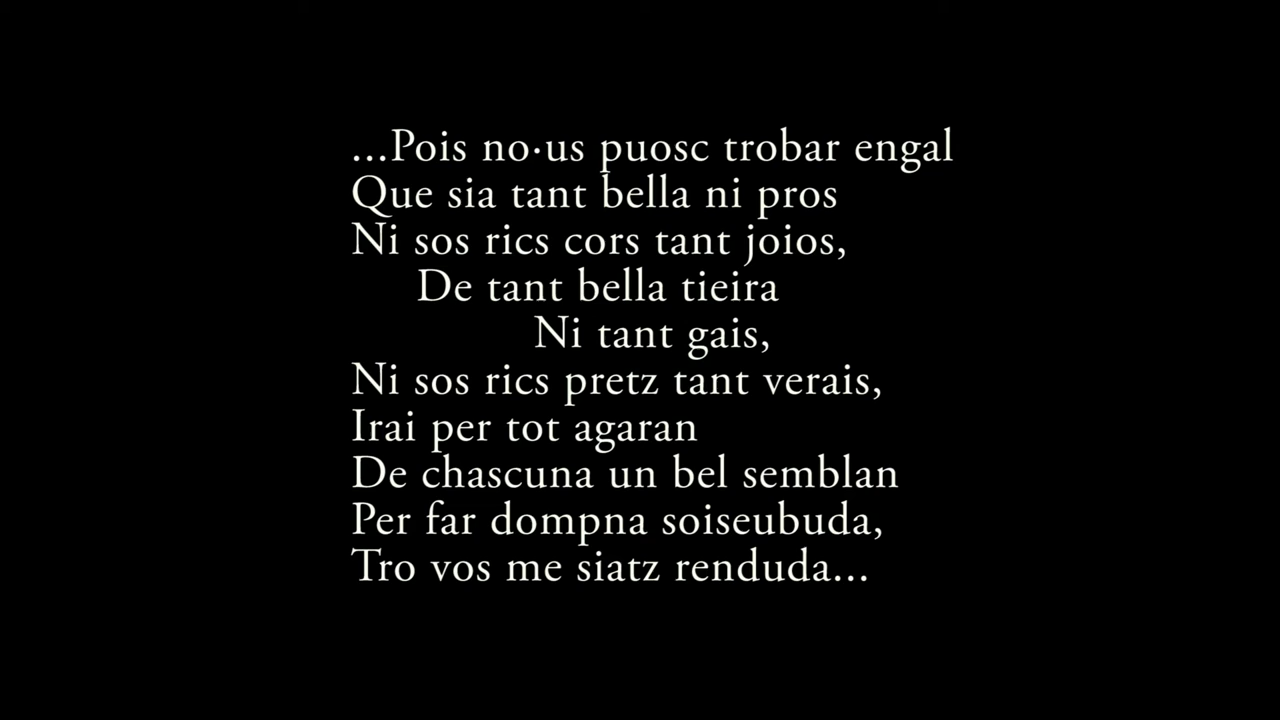 ...Pois no·us puosc trobar engal
Que sia tant bella ni pros
Ni sos rics cors tant joios,
De tant bella tieira
Ni tant gais,
Ni sos rics pretz tant verais,
Irai per tot agaran
De chascuna un bel semblan
Per far dompna soiseubuda,
Tro vos me siatz renduda...